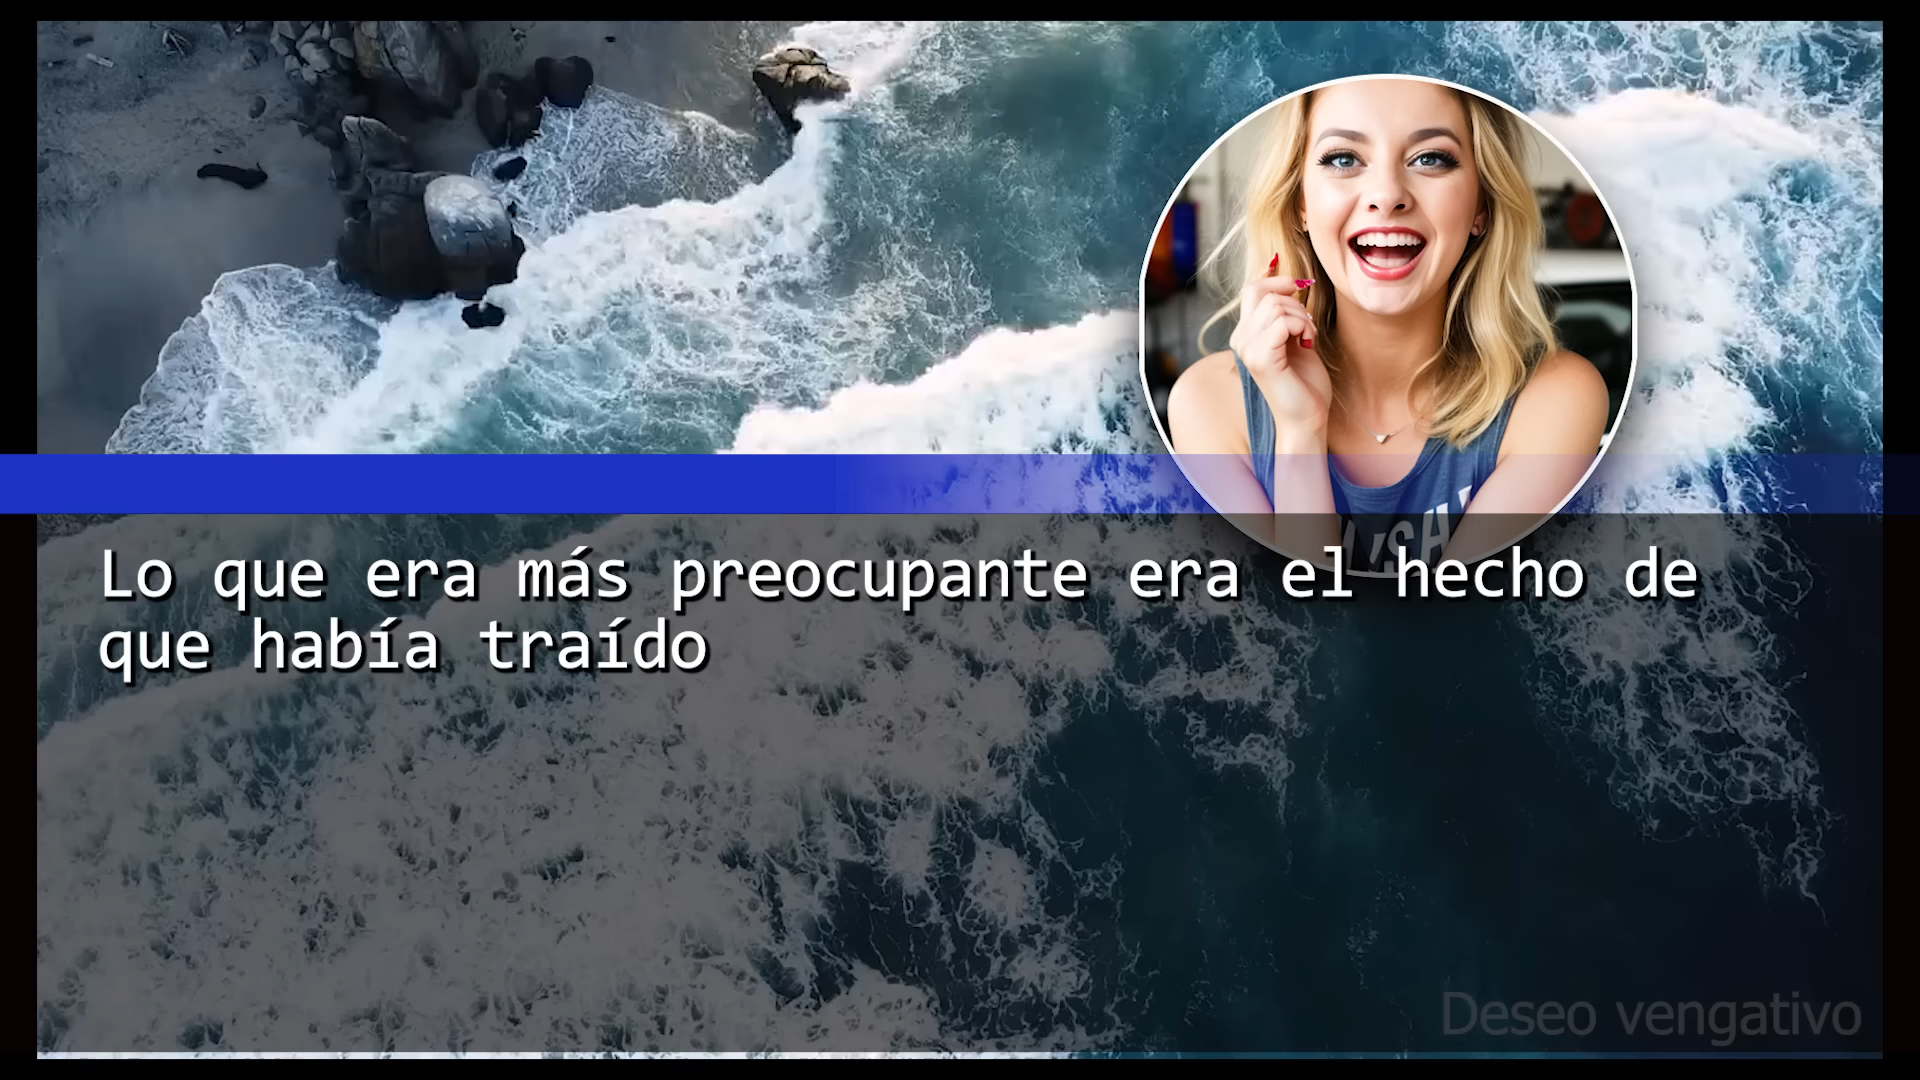 Lo que era más preocupante era el hecho de
que había traído
Deseo vengativo